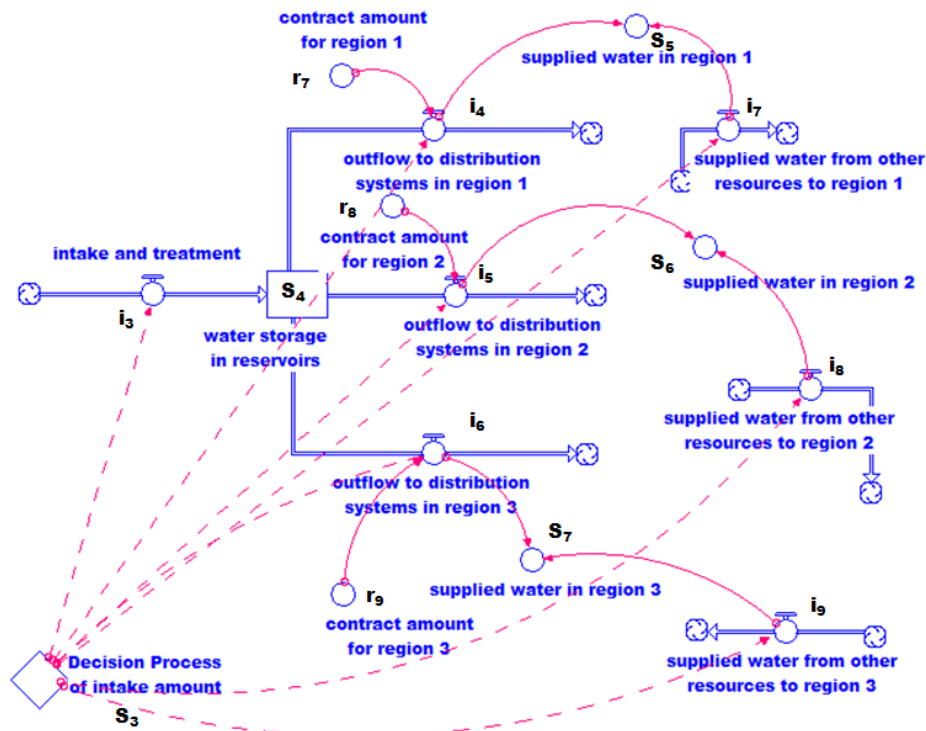 contract amount
for region 1
r₇
S₅
supplied water in region 1
i₄
i₇
outflow to distribution
systems in region 1
supplied water from other
resources to region 1
r₈
contract amount
for region 2
intake and treatment
i₅
S₆
supplied water in region 2
S₄
i₃
water storage
in reservoirs
outflow to distribution
systems in region 2
i₈
supplied water from other
resources to region 2
i₆
outflow to distribution
systems in region 3
S₇
supplied water in region 3
r₉
contract amount
for region 3
i₉
Decision Process
of intake amount
supplied water from other
resources to region 3
S₃